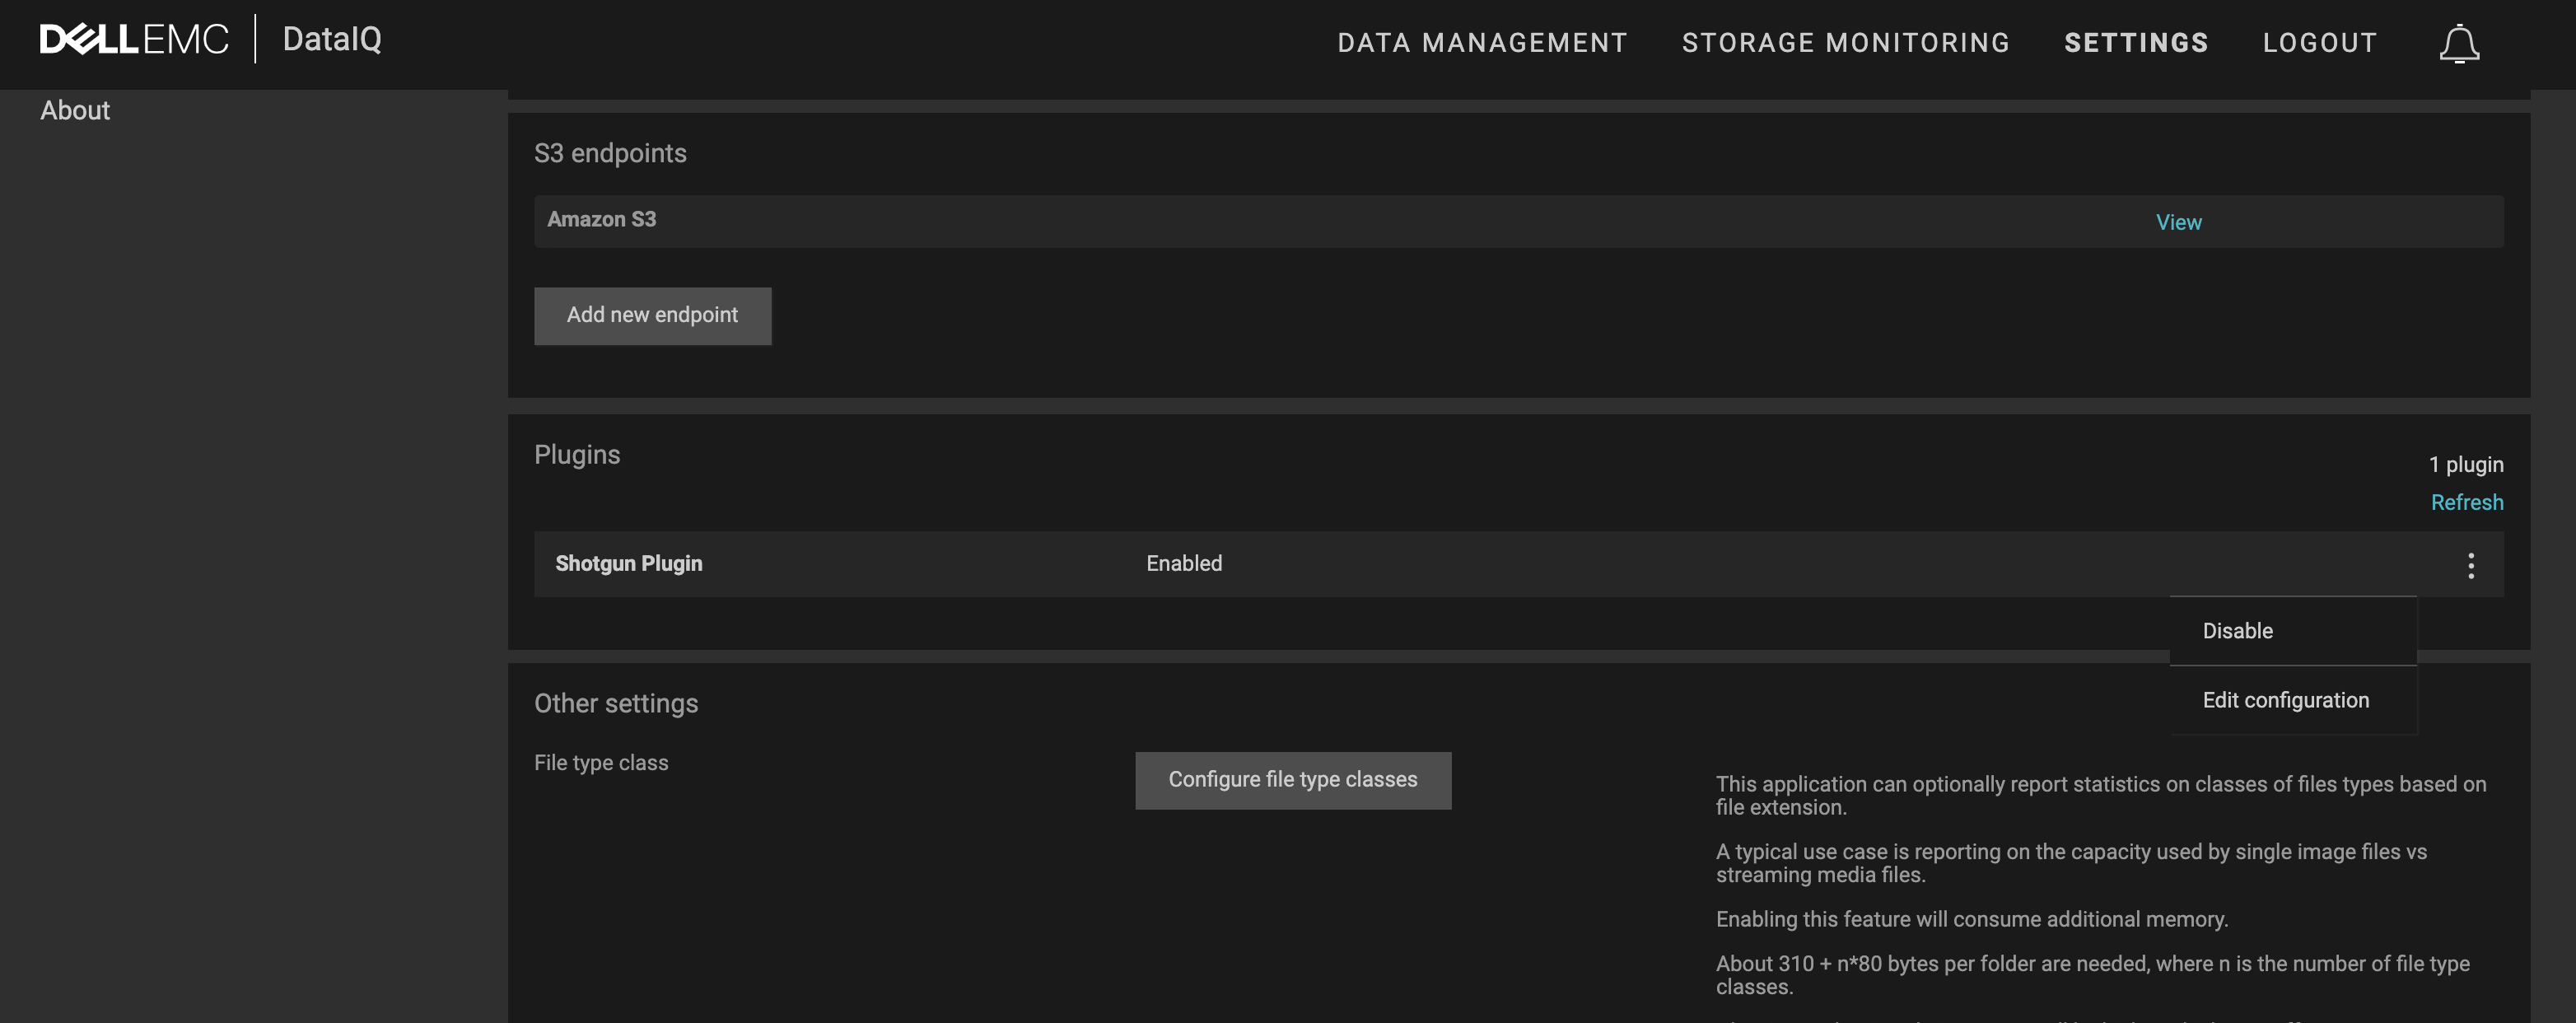 DELLEMC | DataIQ
DATA MANAGEMENT
STORAGE MONITORING
SETTINGS
LOGOUT
About
S3 endpoints
Amazon S3
View
Add new endpoint
Plugins
1 plugin
Refresh
Shotgun Plugin
Enabled
Disable
Edit configuration
Other settings
File type class
Configure file type classes
This application can optionally report statistics on classes of files types based on
file extension.
A typical use case is reporting on the capacity used by single image files vs
streaming media files.
Enabling this feature will consume additional memory.
About 310 + n*80 bytes per folder are needed, where n is the number of file type
classes.